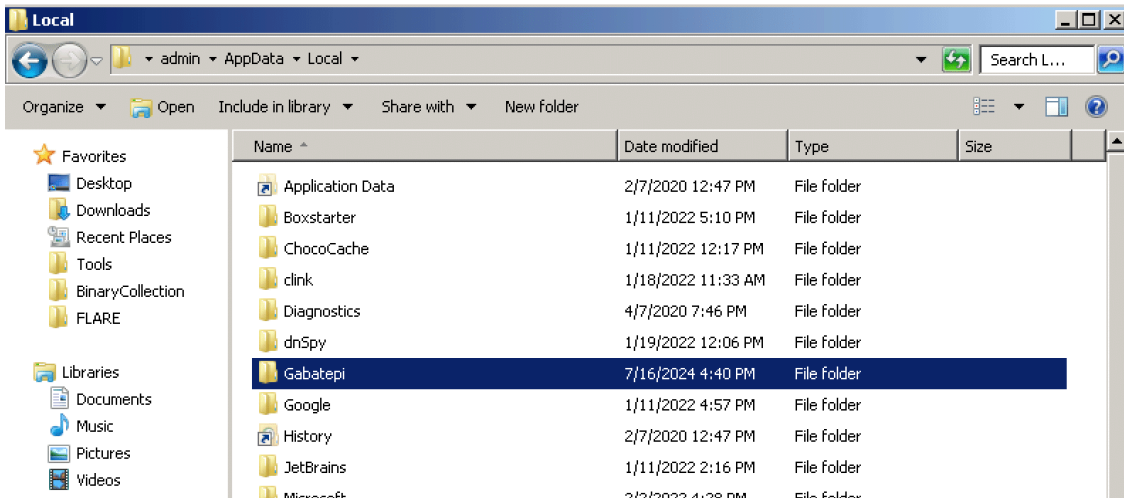 Local
admin AppData Local Search L...
Organize Open Include in library Share with New folder
Favorites
Desktop
Downloads
Recent Places
Tools
BinaryCollection
FLARE
Libraries
Documents
Music
Pictures
Videos
Name Date modified Type Size
Application Data 2/7/2020 12:47 PM File folder
Boxstarter 1/11/2022 5:10 PM File folder
ChocoCache 1/11/2022 12:17 PM File folder
clink 1/18/2022 11:33 AM File folder
Diagnostics 4/7/2020 7:46 PM File folder
dnSpy 1/19/2022 12:06 PM File folder
Gabatepi 7/16/2024 4:40 PM File folder
Google 1/11/2022 4:57 PM File folder
History 2/7/2020 12:47 PM File folder
JetBrains 1/11/2022 2:16 PM File folder
Microsoft File folder